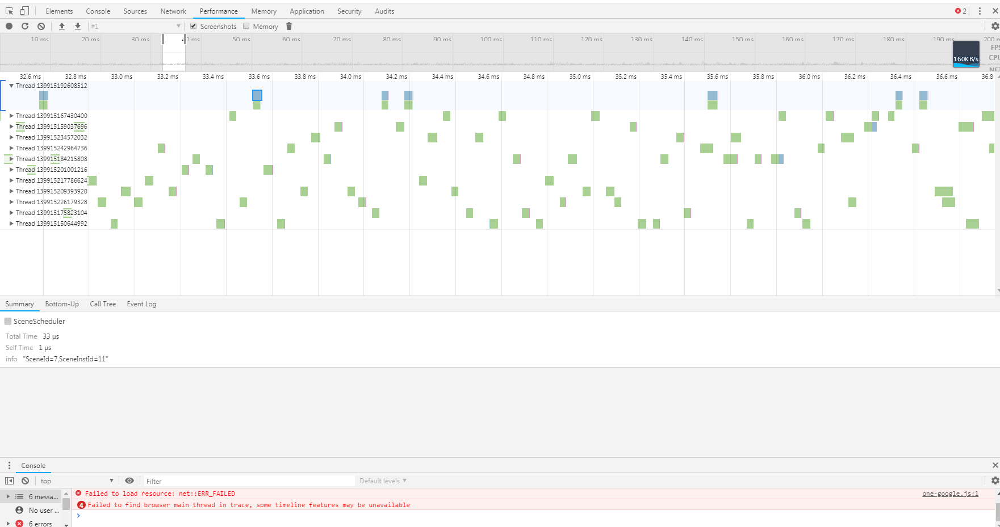 Elements Console Sources Network Performance Memory Application Security Audits 2
#1 Screenshots Memory
10 ms 20 ms 30 ms ms 50 ms 60 ms 70 ms 80 ms 90 ms 100 ms 110 ms 120 ms 130 ms 140 ms 150 ms 160 ms 170 ms 180 ms 190 ms 200 m
FPS
160KB/s
CPU
NET
32.6 ms 32.8 ms 33.0 ms 33.2 ms 33.4 ms 33.6 ms 33.8 ms 34.0 ms 34.2 ms 34.4 ms 34.6 ms 34.8 ms 35.0 ms 35.2 ms 35.4 ms 35.6 ms 35.8 ms 36.0 ms 36.2 ms 36.4 ms 36.6 ms 36.8
Thread 139915192608512
Thread 139915167430400
Thread 139915159037696
Thread 139915234572032
Thread 139915242964736
Thread 139915184215808
Thread 139915201001216
Thread 139915217786624
Thread 139915209393920
Thread 139915226179328
Thread 139915175823104
Thread 139915150644992
Summary Bottom-Up Call Tree Event Log
SceneScheduler
Total Time 33 μs
Self Time 1 μs
info "SceneId=7,SceneInstId=11"
Console
top Filter Default levels
6 messa... Failed to load resource: net::ERR_FAILED one-google.js:1
4 Failed to find browser main thread in trace, some timeline features may be unavailable
No user ...
6 errors